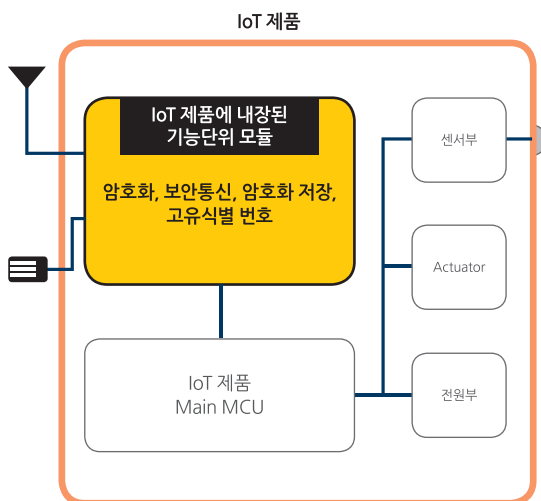 IoT 제품
IoT 제품에 내장된
기능단위 모듈
암호화, 보안통신, 암호화 저장,
고유식별 번호
센서부
Actuator
IoT 제품
Main MCU
전원부